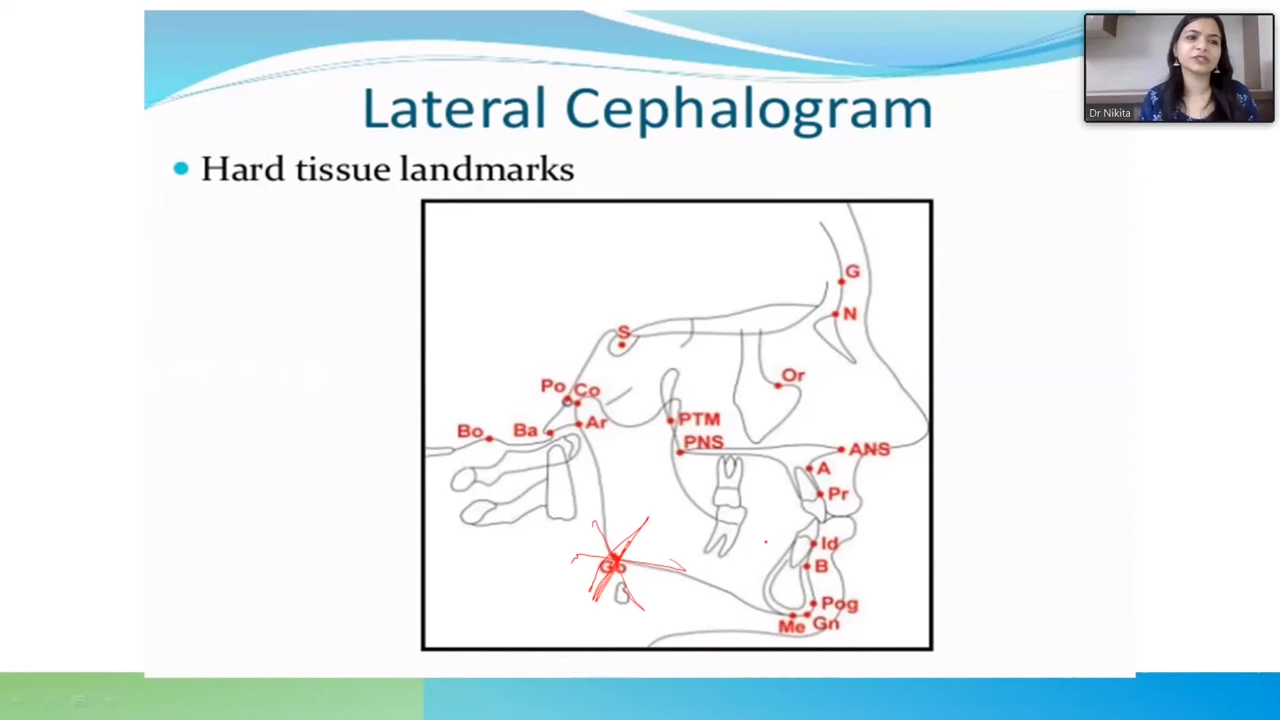 Dr Nikita
Lateral Cephalogram
Hard tissue landmarks
G
N
S
Or
Po Co
Ar
PTM
Bo Ba
PNS
ANS
A
Pr
Id
Go
B
Pog
Me Gn